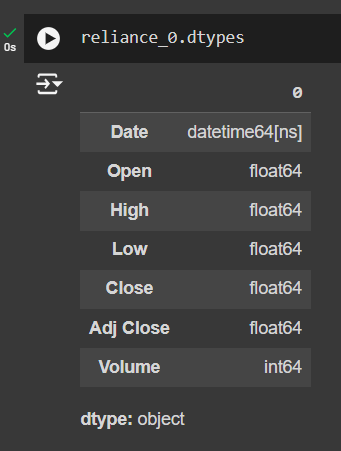 reliance_0.dtypes
0s
0
Date datetime64[ns]
Open float64
High float64
Low float64
Close float64
Adj Close float64
Volume int64
dtype: object